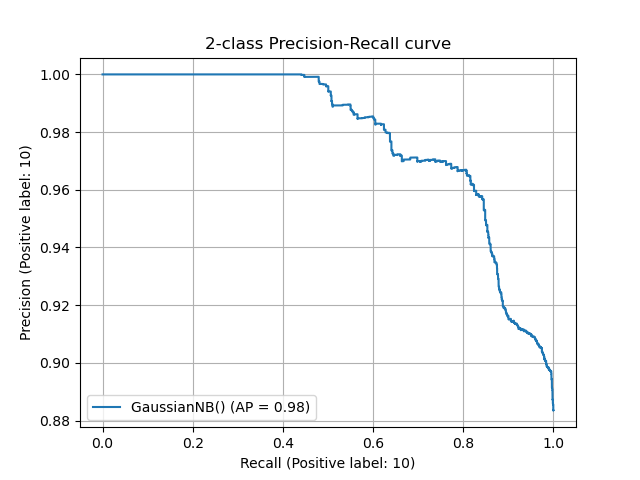 2-class Precision-Recall curve
Precision (Positive label: 10)
1.00
0.98
0.96
0.94
0.92
0.90
0.88
GaussianNB() (AP = 0.98)
0.0 0.2 0.4 0.6 0.8 1.0
Recall (Positive label: 10)